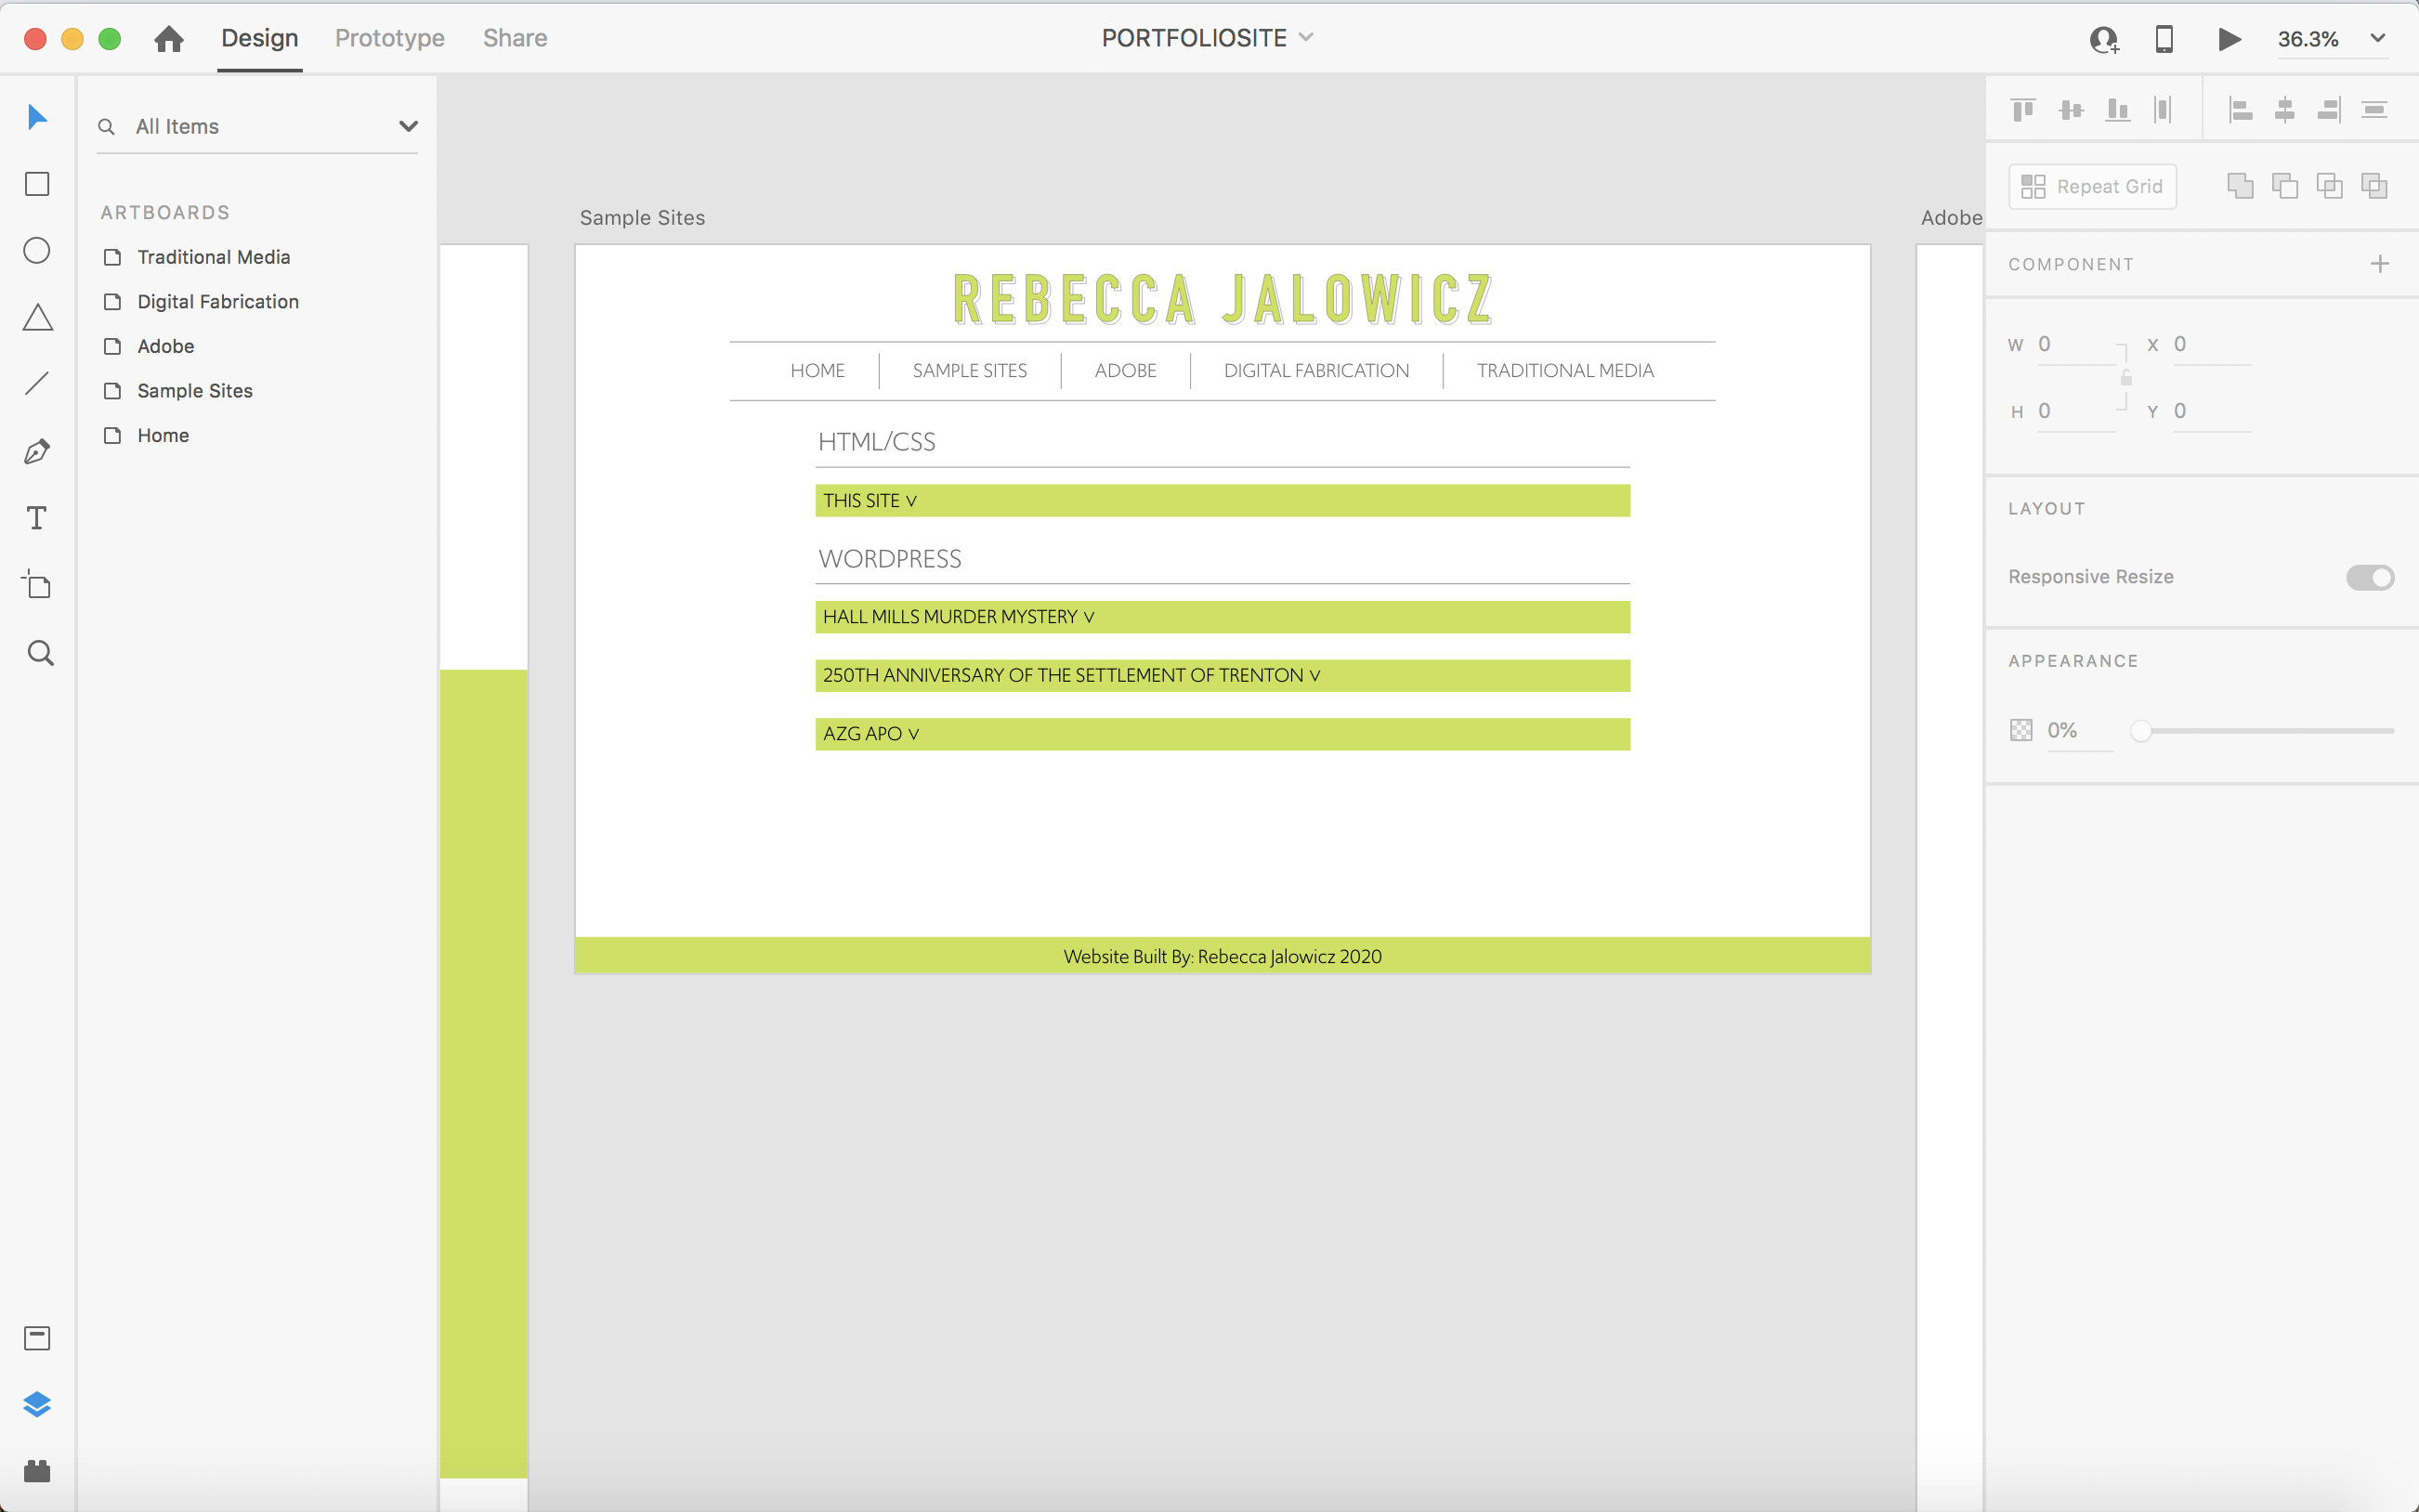 Design Prototype Share PORTFOLIOSITE 36.3%
All Items
ARTBOARDS
Traditional Media
Digital Fabrication
Adobe
Sample Sites
Home
Sample Sites
REBECCA JALOWICZ
HOME SAMPLE SITES ADOBE DIGITAL FABRICATION TRADITIONAL MEDIA
HTML/CSS
THIS SITE V
WORDPRESS
HALL MILLS MURDER MYSTERY V
250TH ANNIVERSARY OF THE SETTLEMENT OF TRENTON V
AZG APO V
Website Built By: Rebecca Jalowicz 2020
Adobe
Repeat Grid
COMPONENT
W 0 X 0
H 0 Y 0
LAYOUT
Responsive Resize
APPEARANCE
0%